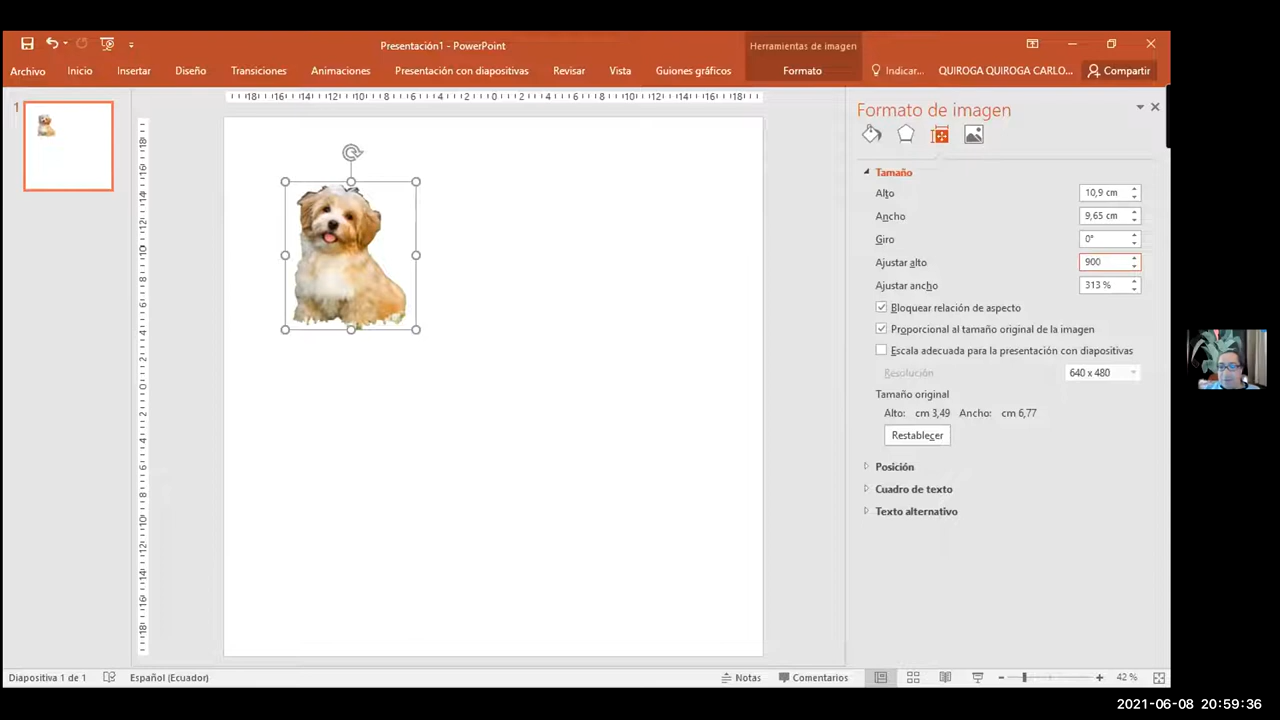 Presentación1 - PowerPoint
Herramientas de imagen
Archivo
Inicio
Insertar
Diseño
Transiciones
Animaciones
Presentación con diapositivas
Revisar
Vista
Guiones gráficos
Formato
Indicar...
QUIROGA QUIROGA CARLO...
Compartir
1
Formato de imagen
Tamaño
Alto 10,9 cm
Ancho 9,65 cm
Giro 0°
Ajustar alto 900
Ajustar ancho 313 %
Bloquear relación de aspecto
Proporcional al tamaño original de la imagen
Escala adecuada para la presentación con diapositivas
Resolución 640 x 480
Tamaño original
Alto: cm 3,49 Ancho: cm 6,77
Restablecer
Posición
Cuadro de texto
Texto alternativo
Diapositiva 1 de 1
Español (Ecuador)
Notas
Comentarios
42 %
2021-06-08 20:59:36